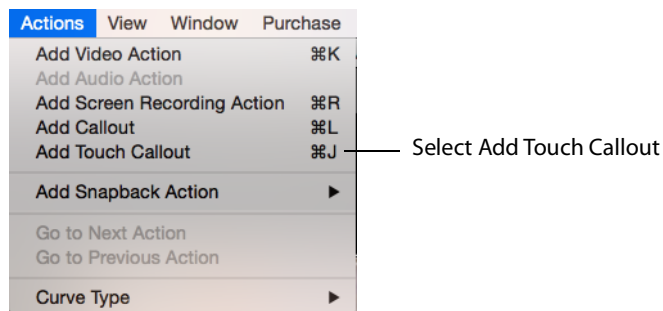 Actions View Window Purchase
Add Video Action ⌘K
Add Audio Action
Add Screen Recording Action ⌘R
Add Callout ⌘L
Add Touch Callout ⌘J Select Add Touch Callout
Add Snapback Action ▶
Go to Next Action
Go to Previous Action
Curve Type ▶